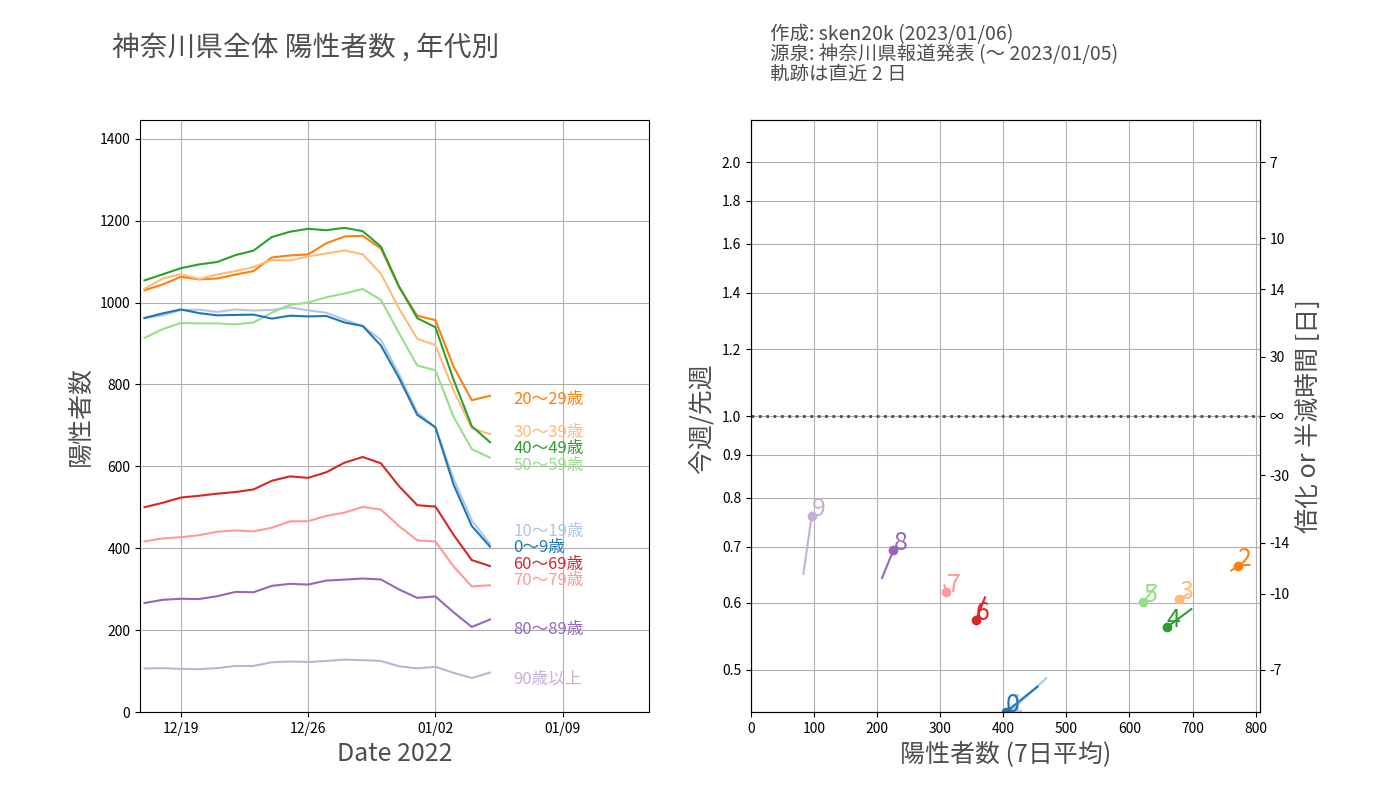 神奈川県全体 陽性者数 , 年代別
作成: sken20k (2023/01/06)
源泉: 神奈川県報道発表 (〜 2023/01/05)
軌跡は直近 2 日
陽性者数
1400
1200
1000
800
600
400
200
0
12/19
12/26
01/02
01/09
Date 2022
20〜29歳
30〜39歳
40〜49歳
50〜59歳
10〜19歳
0〜9歳
60〜69歳
70〜79歳
80〜89歳
90歳以上
今週/先週
2.0
1.8
1.6
1.4
1.2
1.0
0.9
0.8
0.7
0.6
0.5
9
8
7
6
5
3
4
2
0
0
100
200
300
400
500
600
700
800
陽性者数 (7日平均)
7
10
14
30
∞
-30
-14
-10
-7
倍化 or 半減時間 [日]